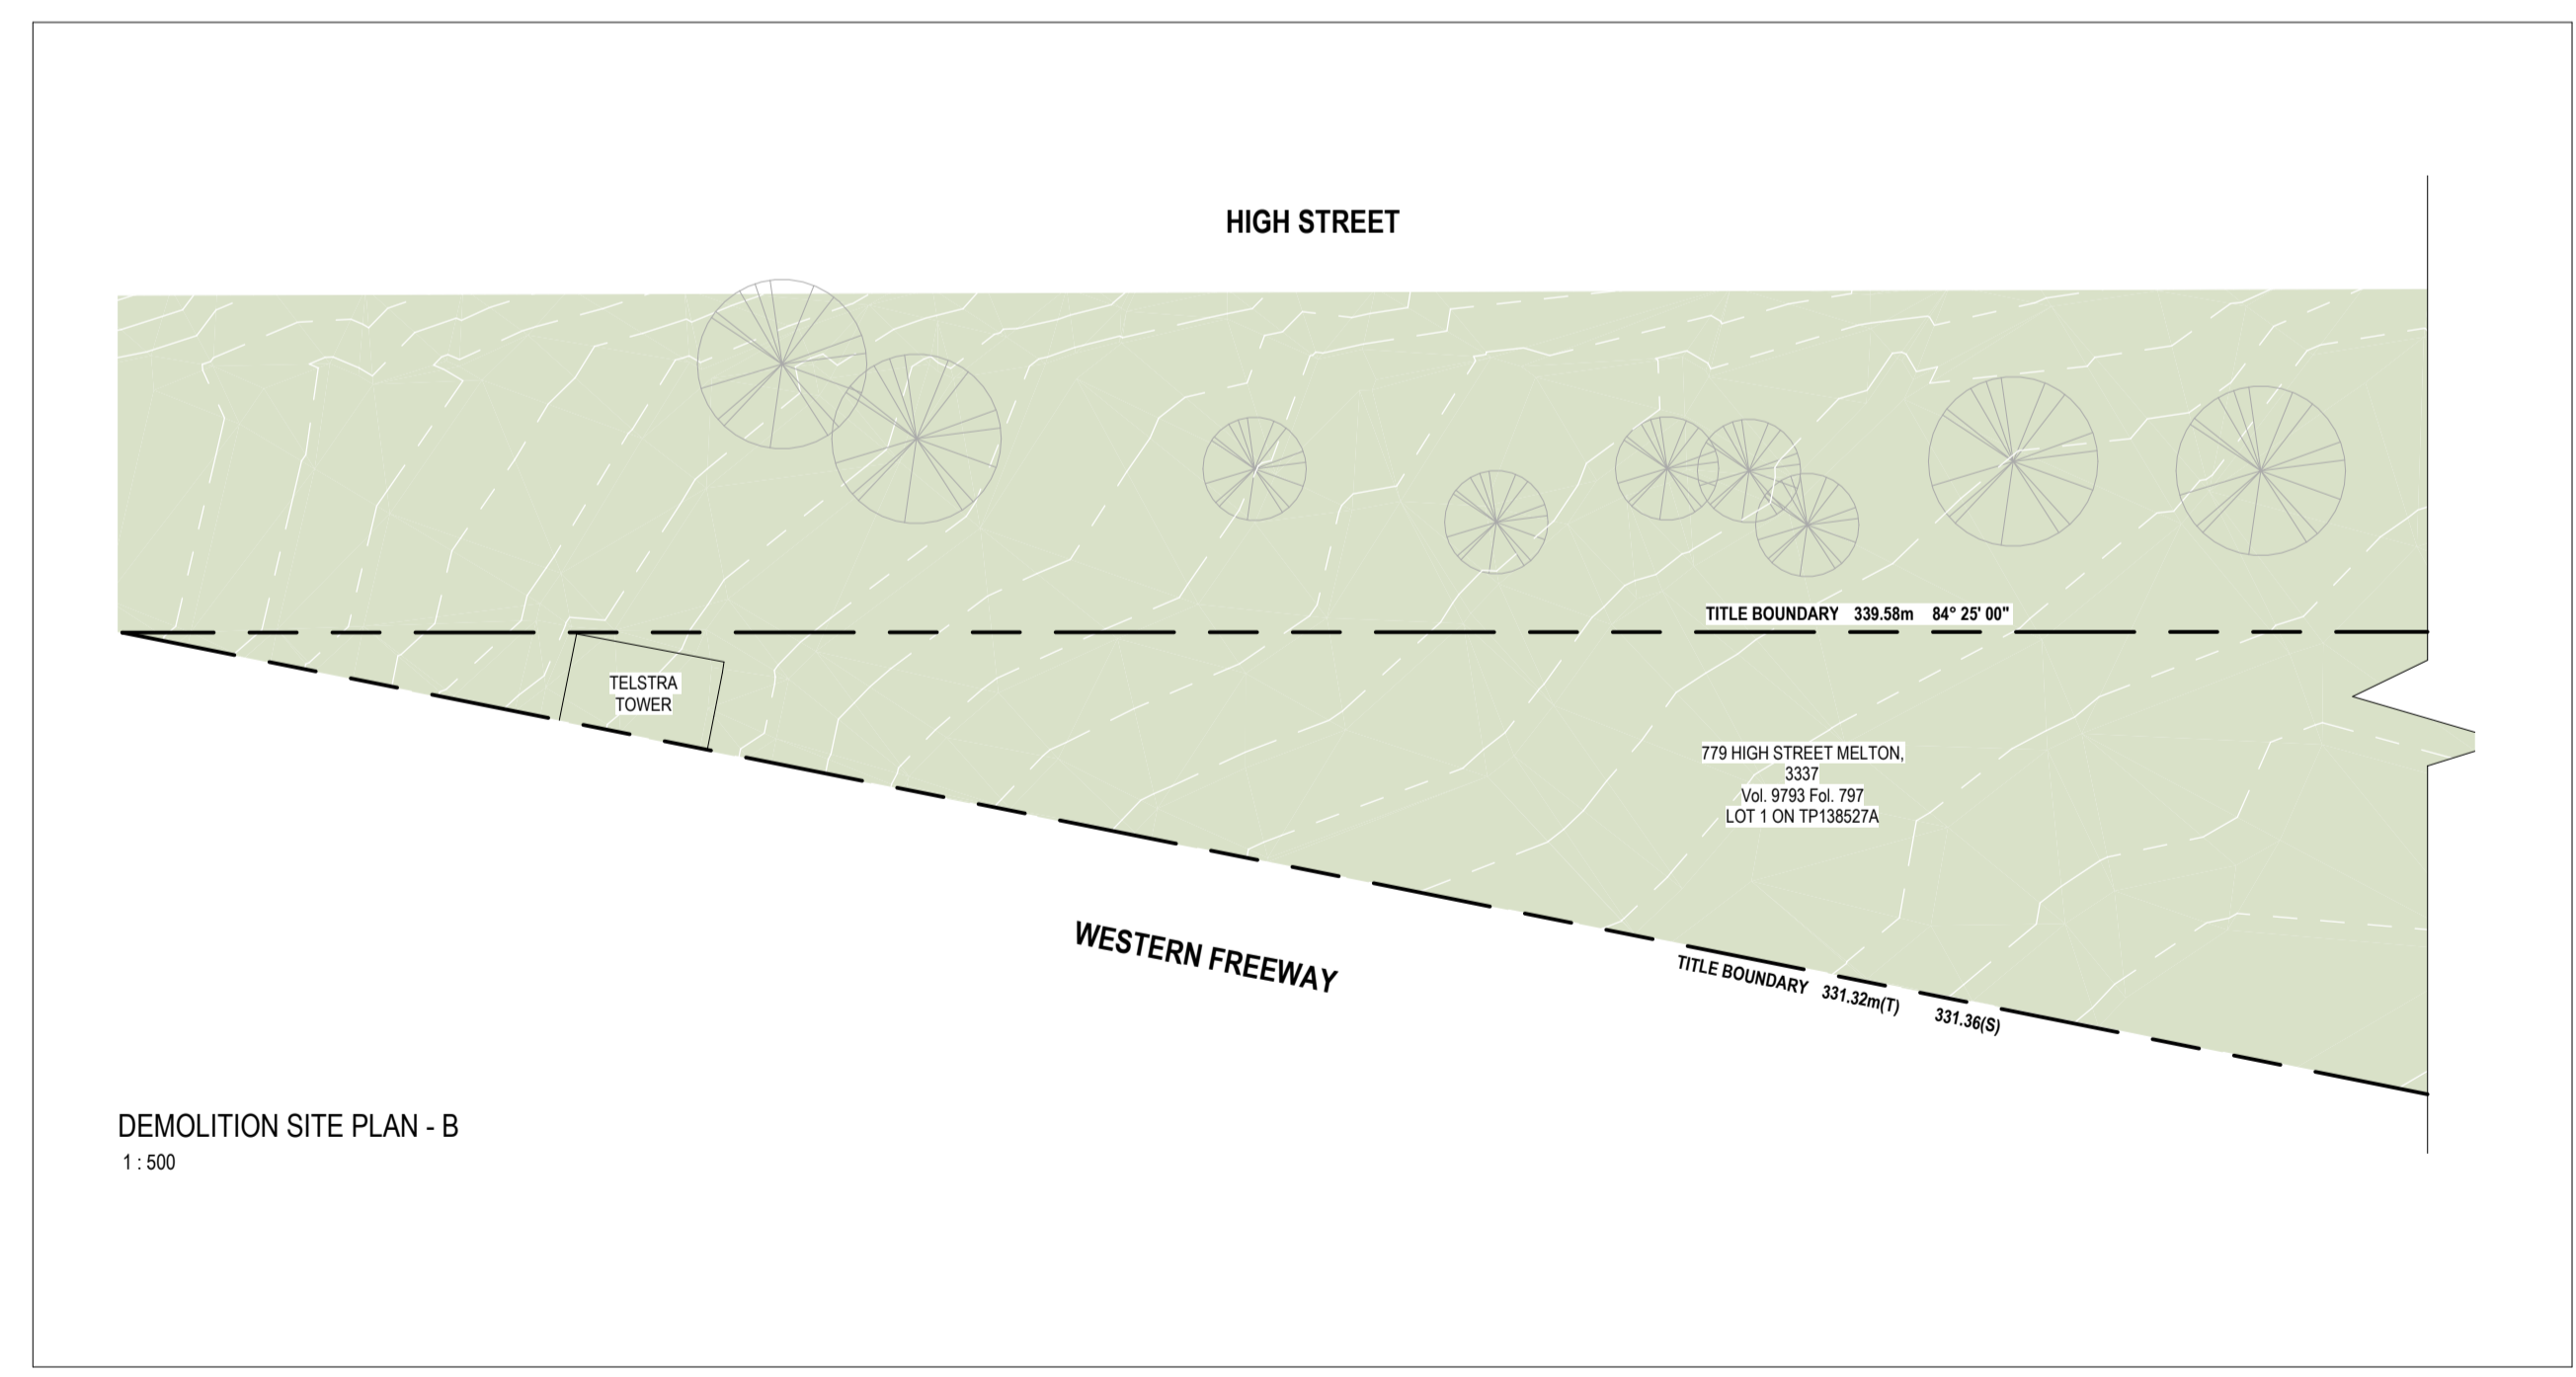 HIGH STREET
TITLE BOUNDARY 339.58m 84° 25' 00"
TELSTRA
TOWER
779 HIGH STREET MELTON,
3337
Vol. 9793 Fol. 797
LOT 1 ON TP138527A
WESTERN FREEWAY
TITLE BOUNDARY 331.32m(T) 331.36(S)
DEMOLITION SITE PLAN - B
1 : 500